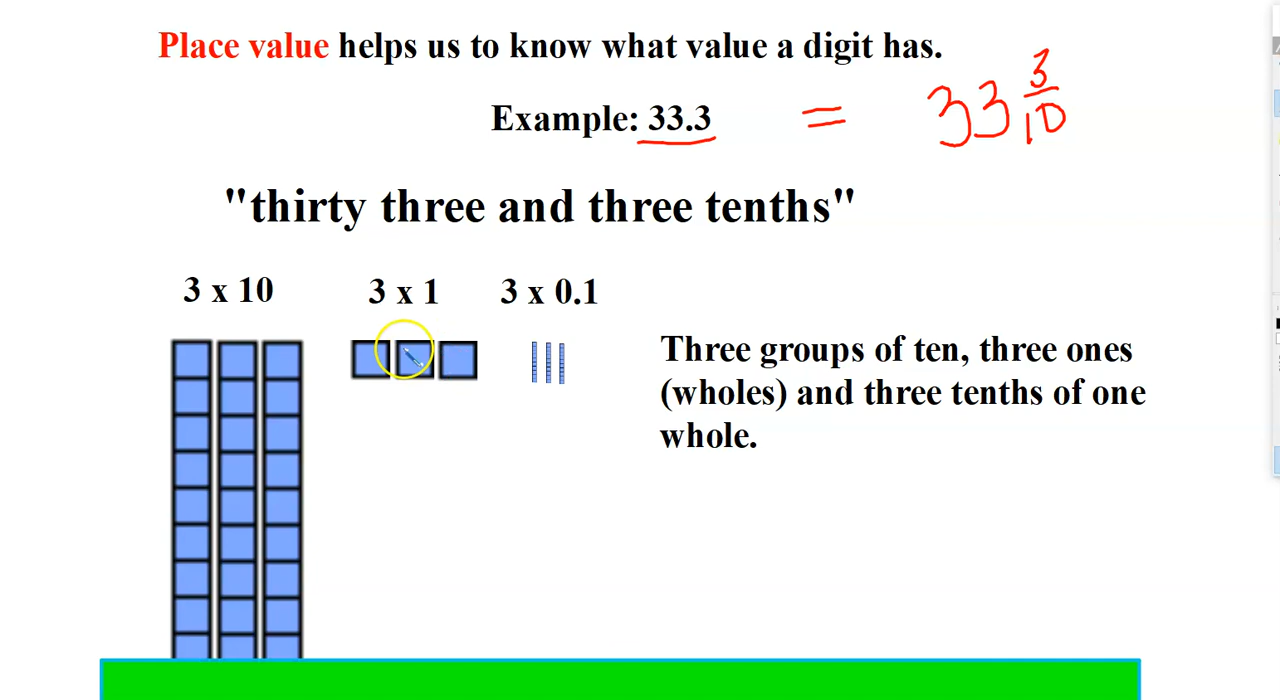 Place value helps us to know what value a digit has.
Example: 33.3 = 33 3/10
"thirty three and three tenths"
3 x 10 3 x 1 3 x 0.1
Three groups of ten, three ones
(wholes) and three tenths of one
whole.